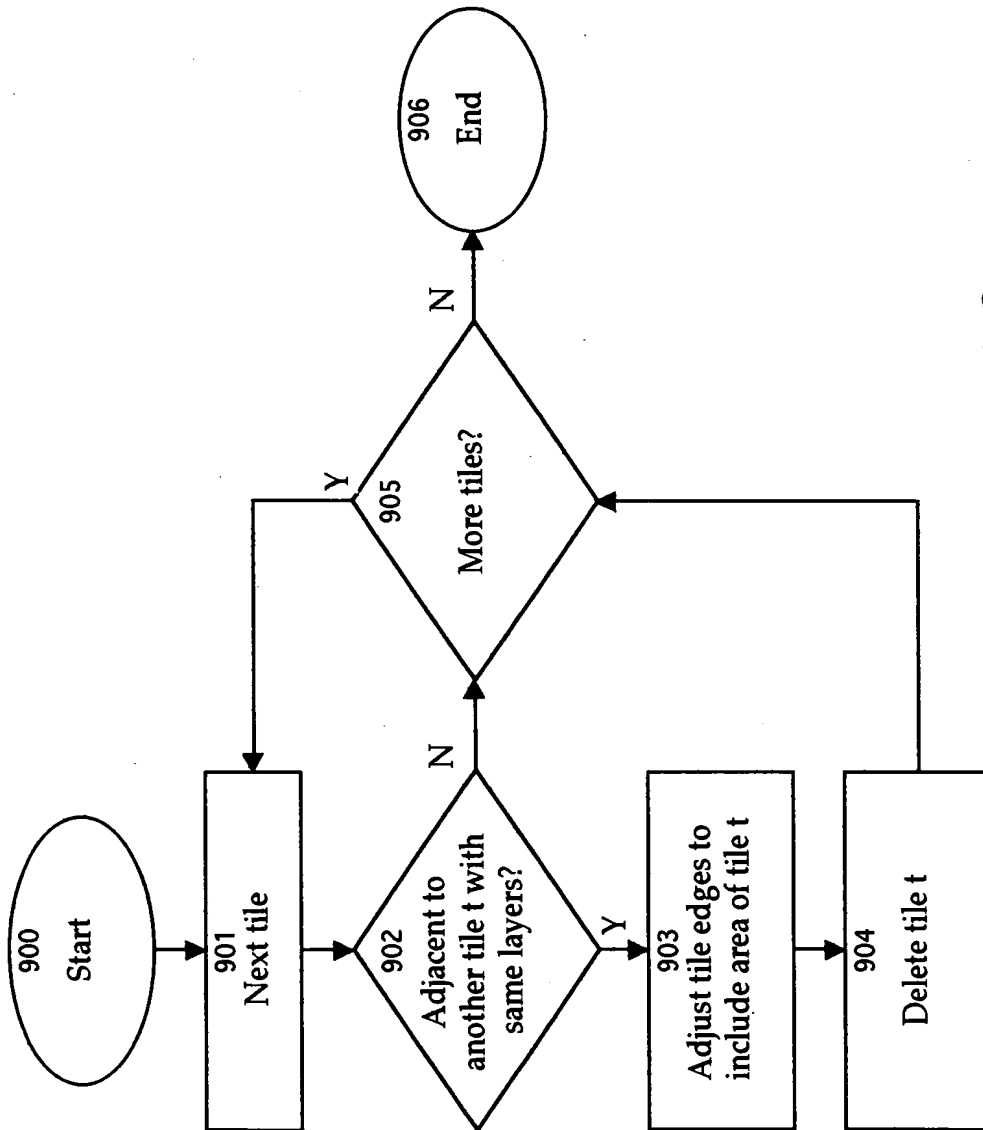 900
Start
901
Next tile
902
Adjacent to
another tile t with
same layers?
N
Y
903
Adjust tile edges to
include area of tile t
904
Delete tile t
905
More tiles?
Y
N
906
End